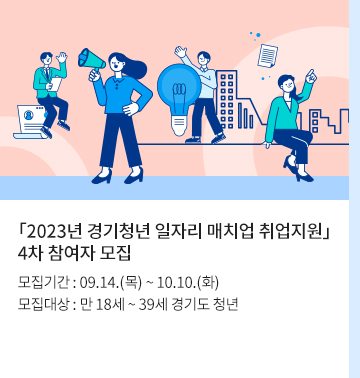 「2023년 경기청년 일자리 매치업 취업지원」
4차 참여자 모집
모집기간 : 09.14.(목) ~ 10.10.(화)
모집대상 : 만 18세 ~ 39세 경기도 청년